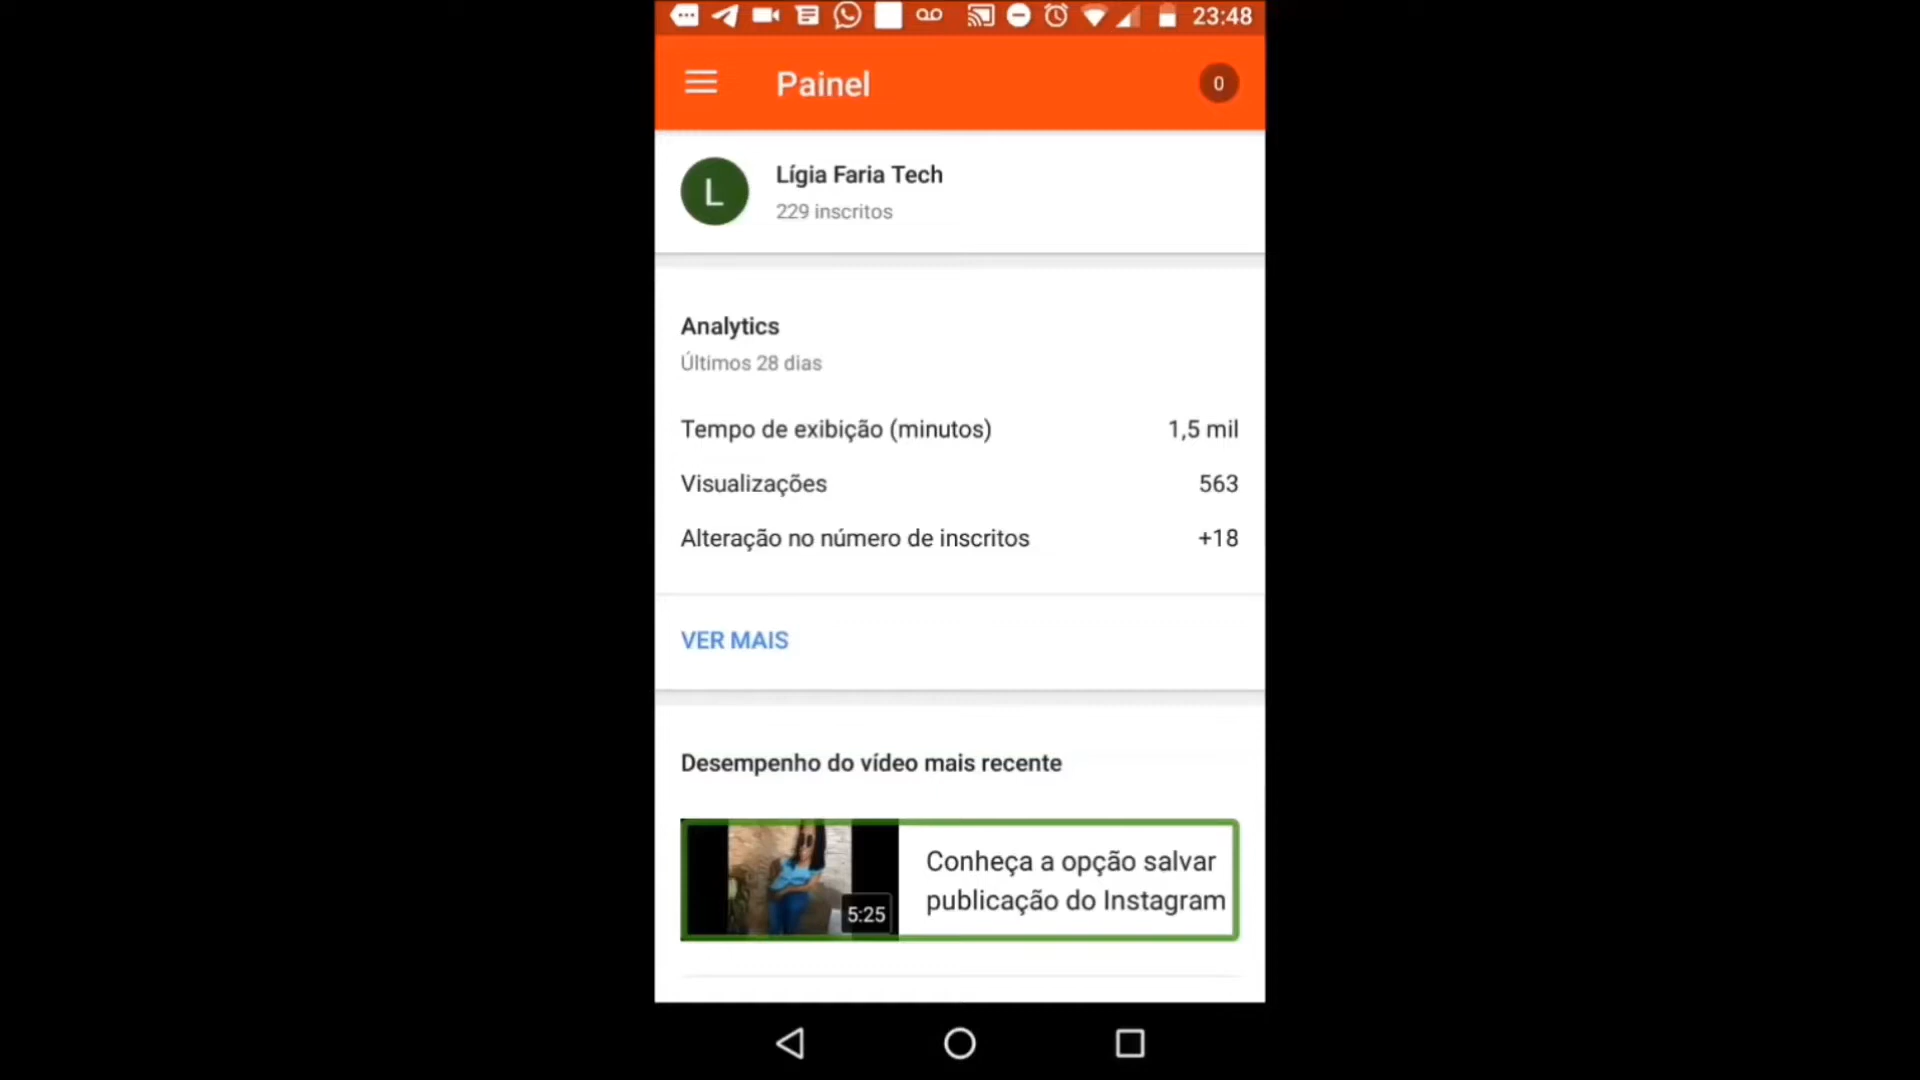 23:48
Painel
0
L
Lígia Faria Tech
229 inscritos
Analytics
Últimos 28 dias
Tempo de exibição (minutos) 1,5 mil
Visualizações 563
Alteração no número de inscritos +18
VER MAIS
Desempenho do vídeo mais recente
5:25
Conheça a opção salvar
publicação do Instagram